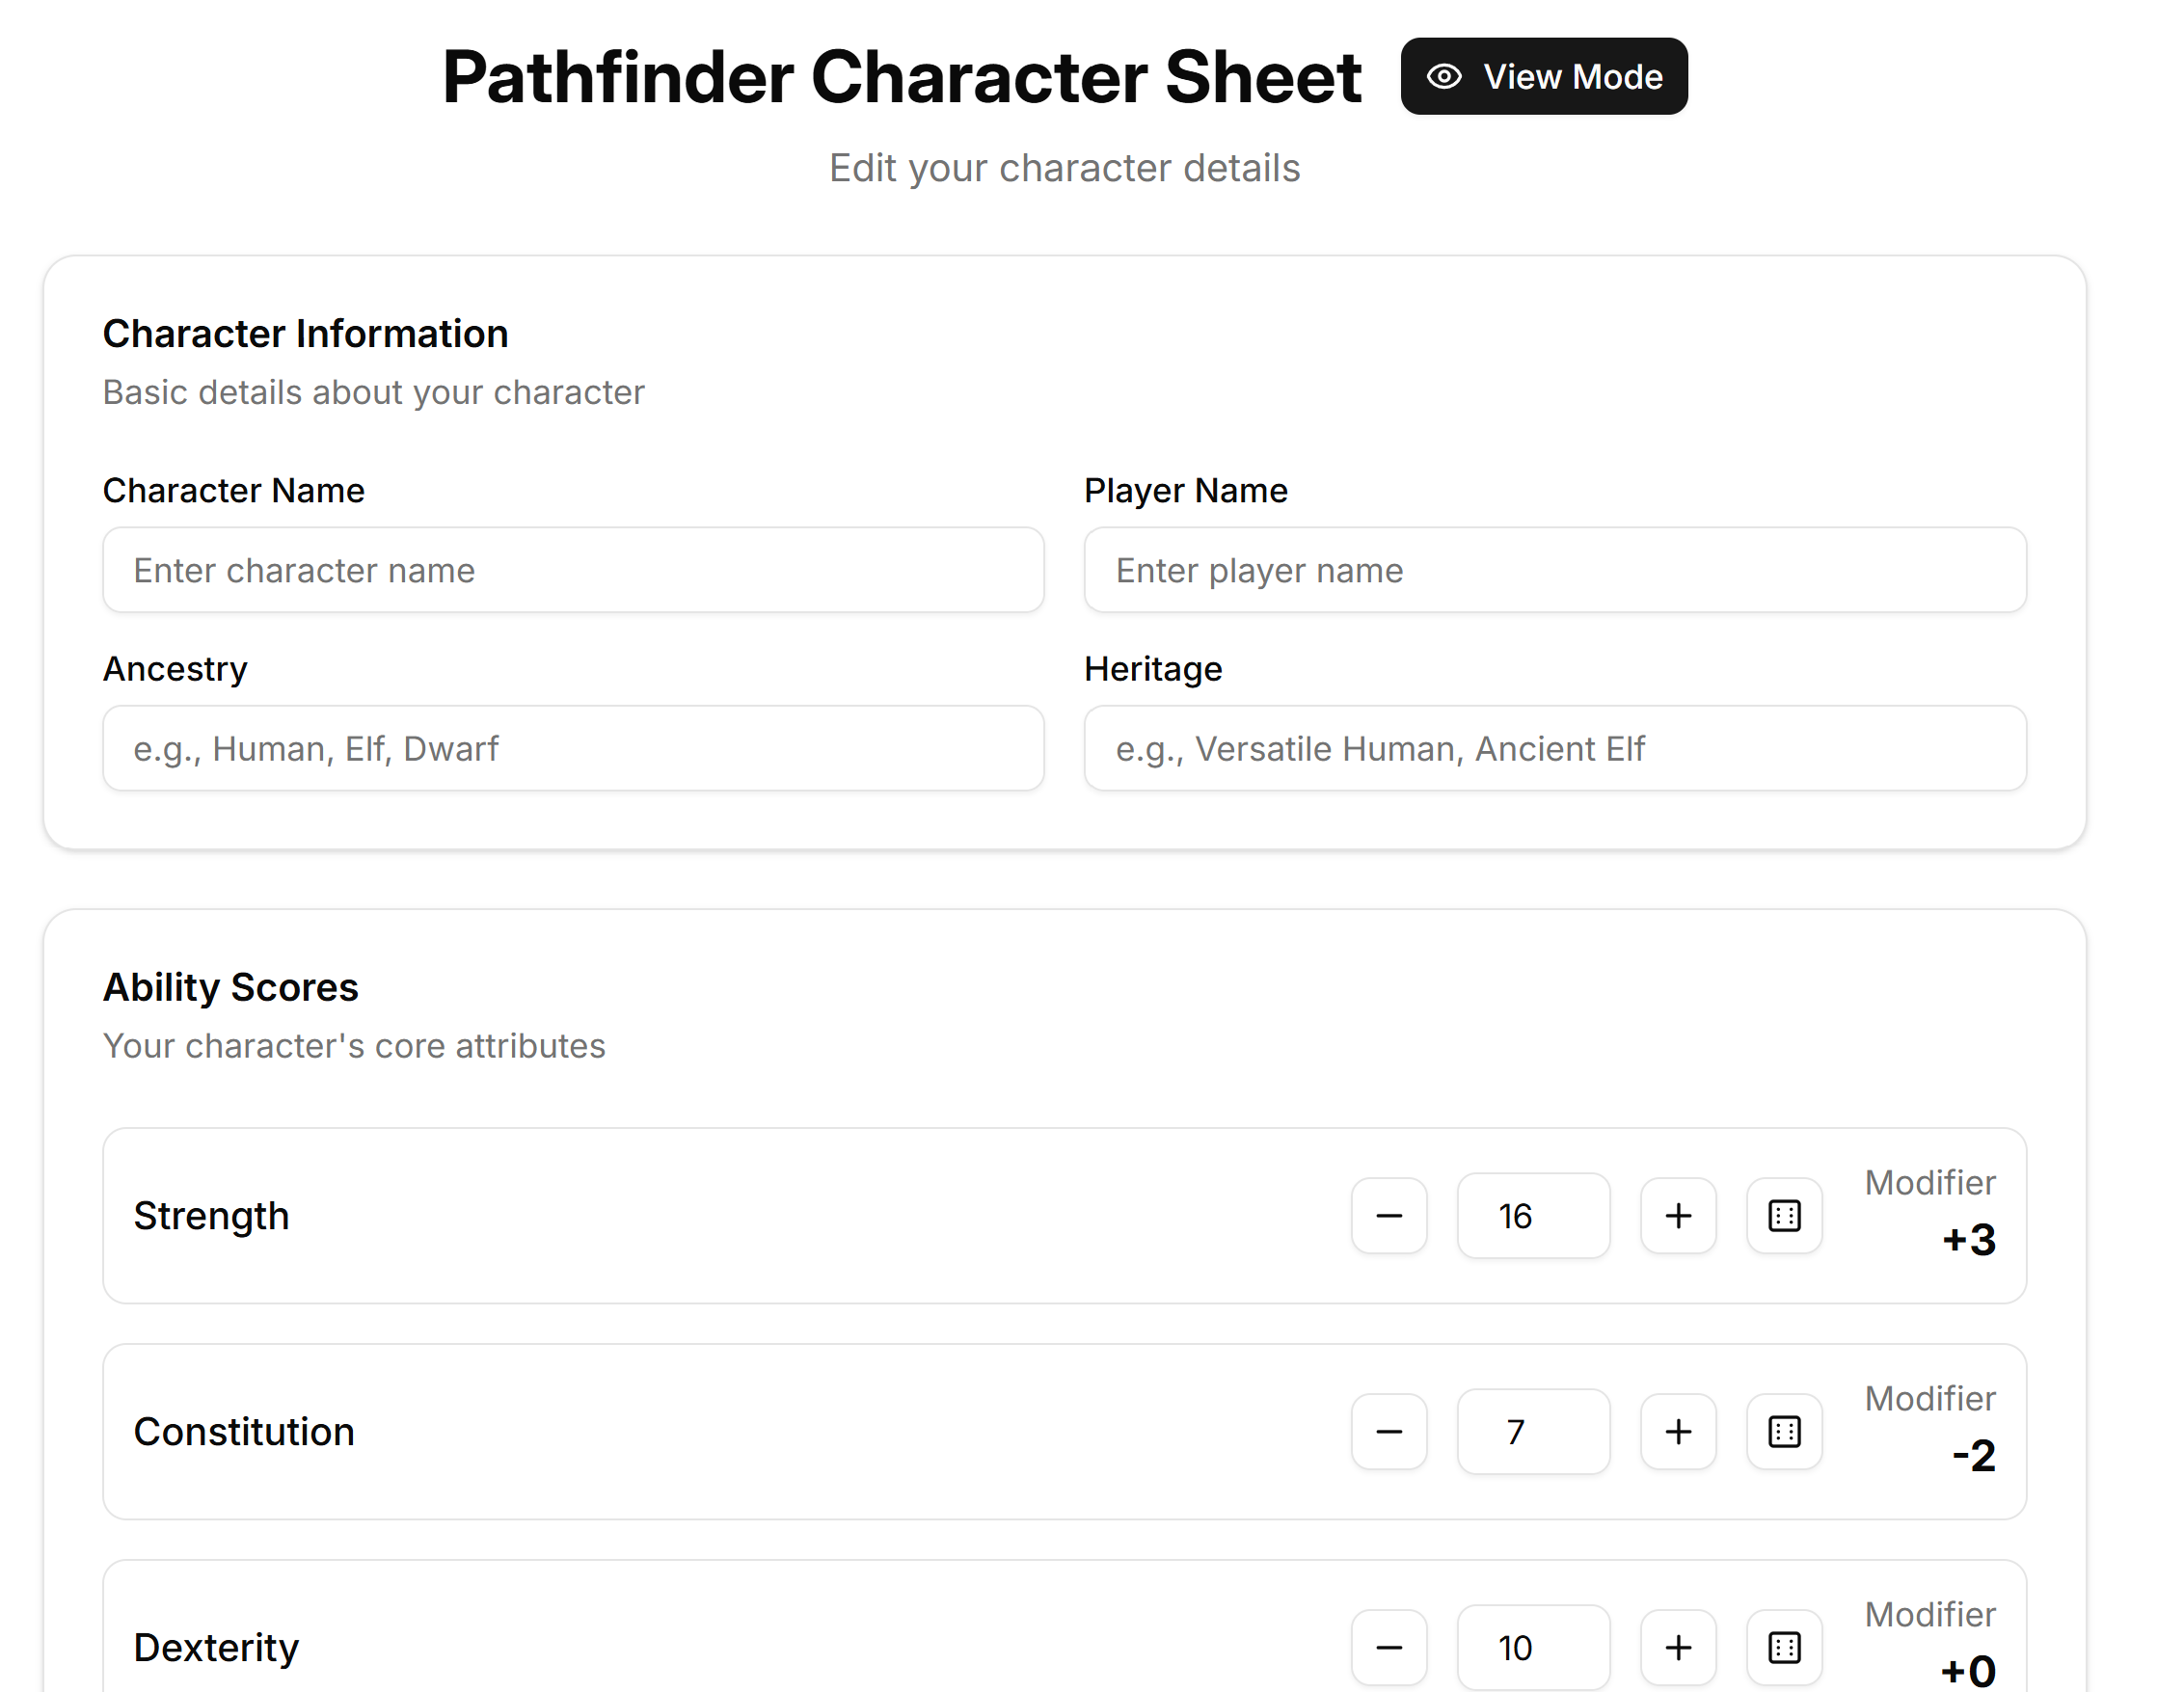 Pathfinder Character Sheet
View Mode
Edit your character details
Character Information
Basic details about your character
Character Name
Player Name
Enter character name
Enter player name
Ancestry
Heritage
e.g., Human, Elf, Dwarf
e.g., Versatile Human, Ancient Elf
Ability Scores
Your character's core attributes
Strength
16
Modifier
+3
Constitution
7
Modifier
-2
Dexterity
10
Modifier
+0